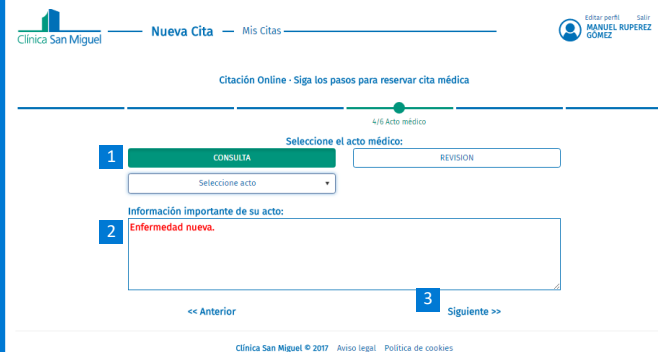 Clínica San Miguel
Nueva Cita
Mis Citas
Editar perfil Salir
MANUEL RUPEREZ
GÓMEZ
Citación Online · Siga los pasos para reservar cita médica
4/6 Acto médico
Seleccione el acto médico:
1
CONSULTA
REVISION
Seleccione acto
Información importante de su acto:
2
Enfermedad nueva.
3
<< Anterior
Siguiente >>
Clínica San Miguel © 2017 Aviso legal Política de cookies